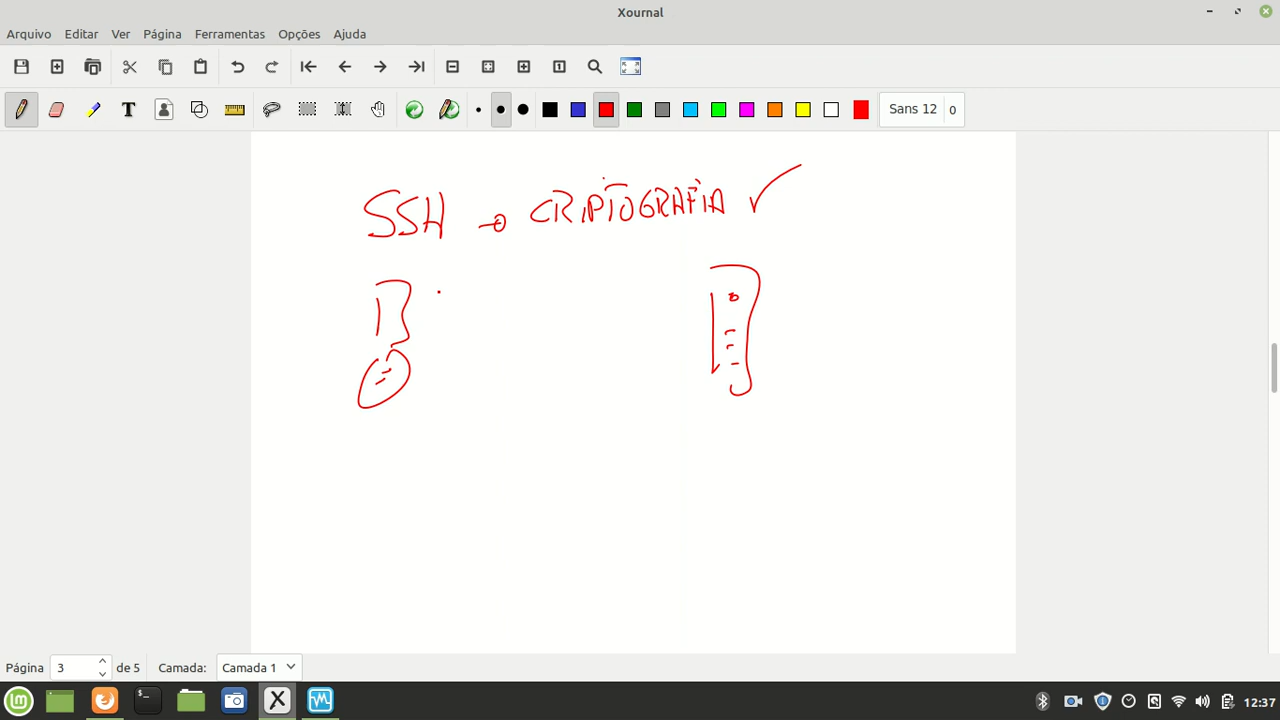 Xournal
Arquivo Editar Ver Página Ferramentas Opções Ajuda
Sans 12 0
SSH → CRIPTOGRAFIA ✓
Página 3 de 5 Camada: Camada 1
12:37